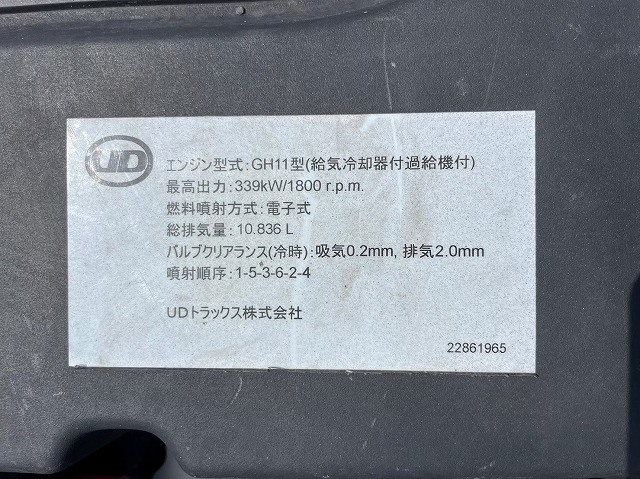 UD
エンジン型式:GH11型(給気冷却器付過給機付)
最高出力:339kW/1800 r.p.m.
燃料噴射方式:電子式
総排気量:10.836 L
バルブクリアランス(冷時):吸気0.2mm, 排気2.0mm
噴射順序:1-5-3-6-2-4
UDトラックス株式会社
22861965